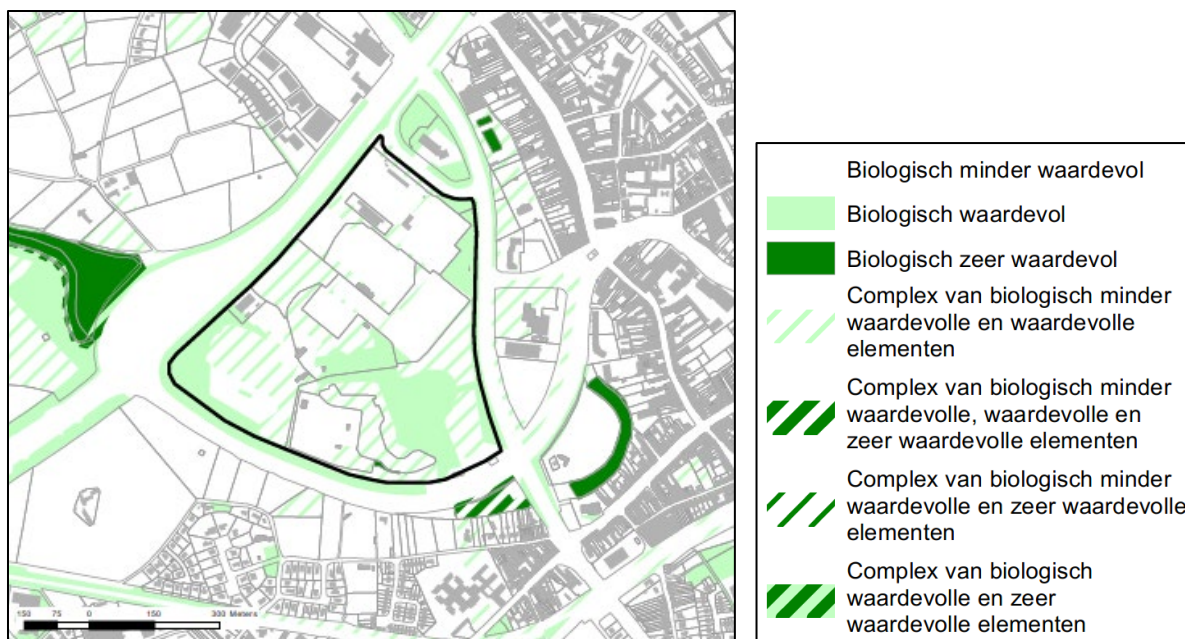 Biologisch minder waardevol
Biologisch waardevol
Biologisch zeer waardevol
Complex van biologisch minder
waardevolle en waardevolle
elementen
Complex van biologisch minder
waardevolle, waardevolle en
zeer waardevolle elementen
Complex van biologisch minder
waardevolle en zeer waardevolle
elementen
Complex van biologisch
waardevolle en zeer
waardevolle elementen
150 75 0 150 300 Meters